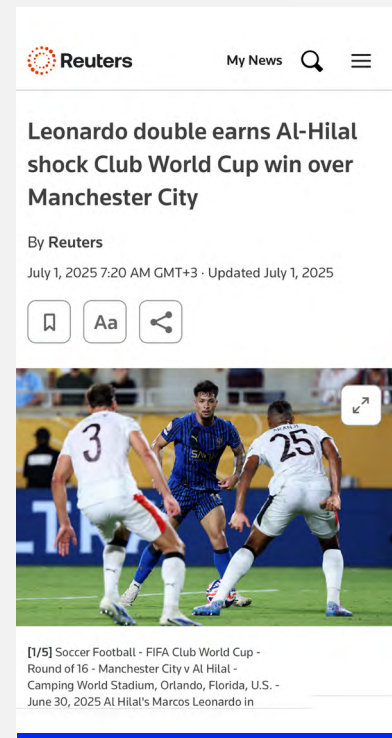 Reuters
My News
Leonardo double earns Al-Hilal
shock Club World Cup win over
Manchester City
By Reuters
July 1, 2025 7:20 AM GMT+3 · Updated July 1, 2025
Aa
3
AKANJI
25
[1/5] Soccer Football - FIFA Club World Cup -
Round of 16 - Manchester City v Al Hilal -
Camping World Stadium, Orlando, Florida, U.S. -
June 30, 2025 Al Hilal's Marcos Leonardo in